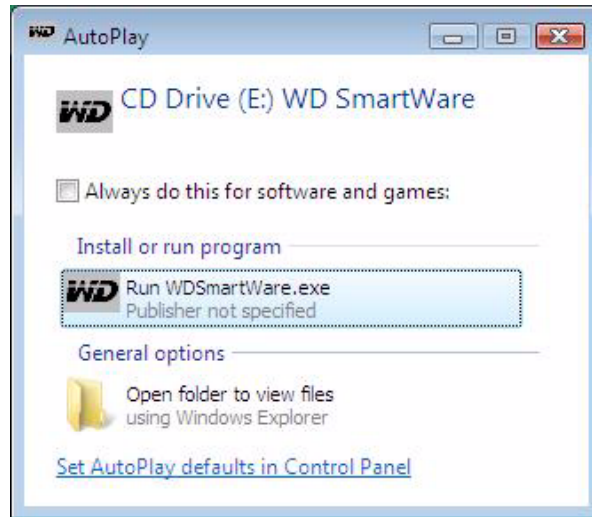 WD AutoPlay
WD CD Drive (E:) WD SmartWare
Always do this for software and games:
Install or run program
WD Run WDSmartWare.exe
Publisher not specified
General options
Open folder to view files
using Windows Explorer
Set AutoPlay defaults in Control Panel